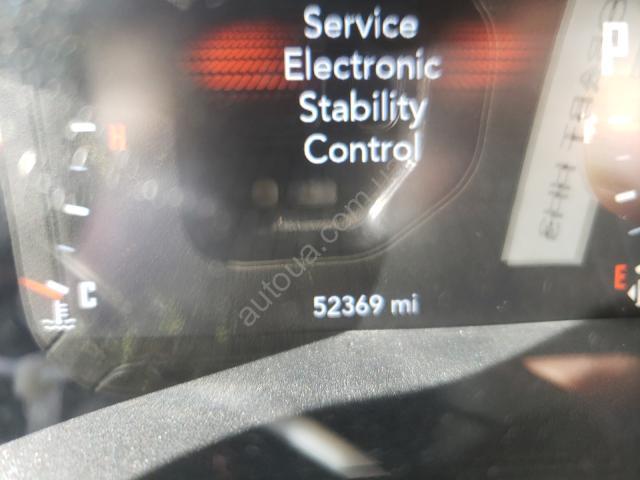 Service
P
Electronic
Stability
H
Control
autoua.com.ua
C
E
52369 mi